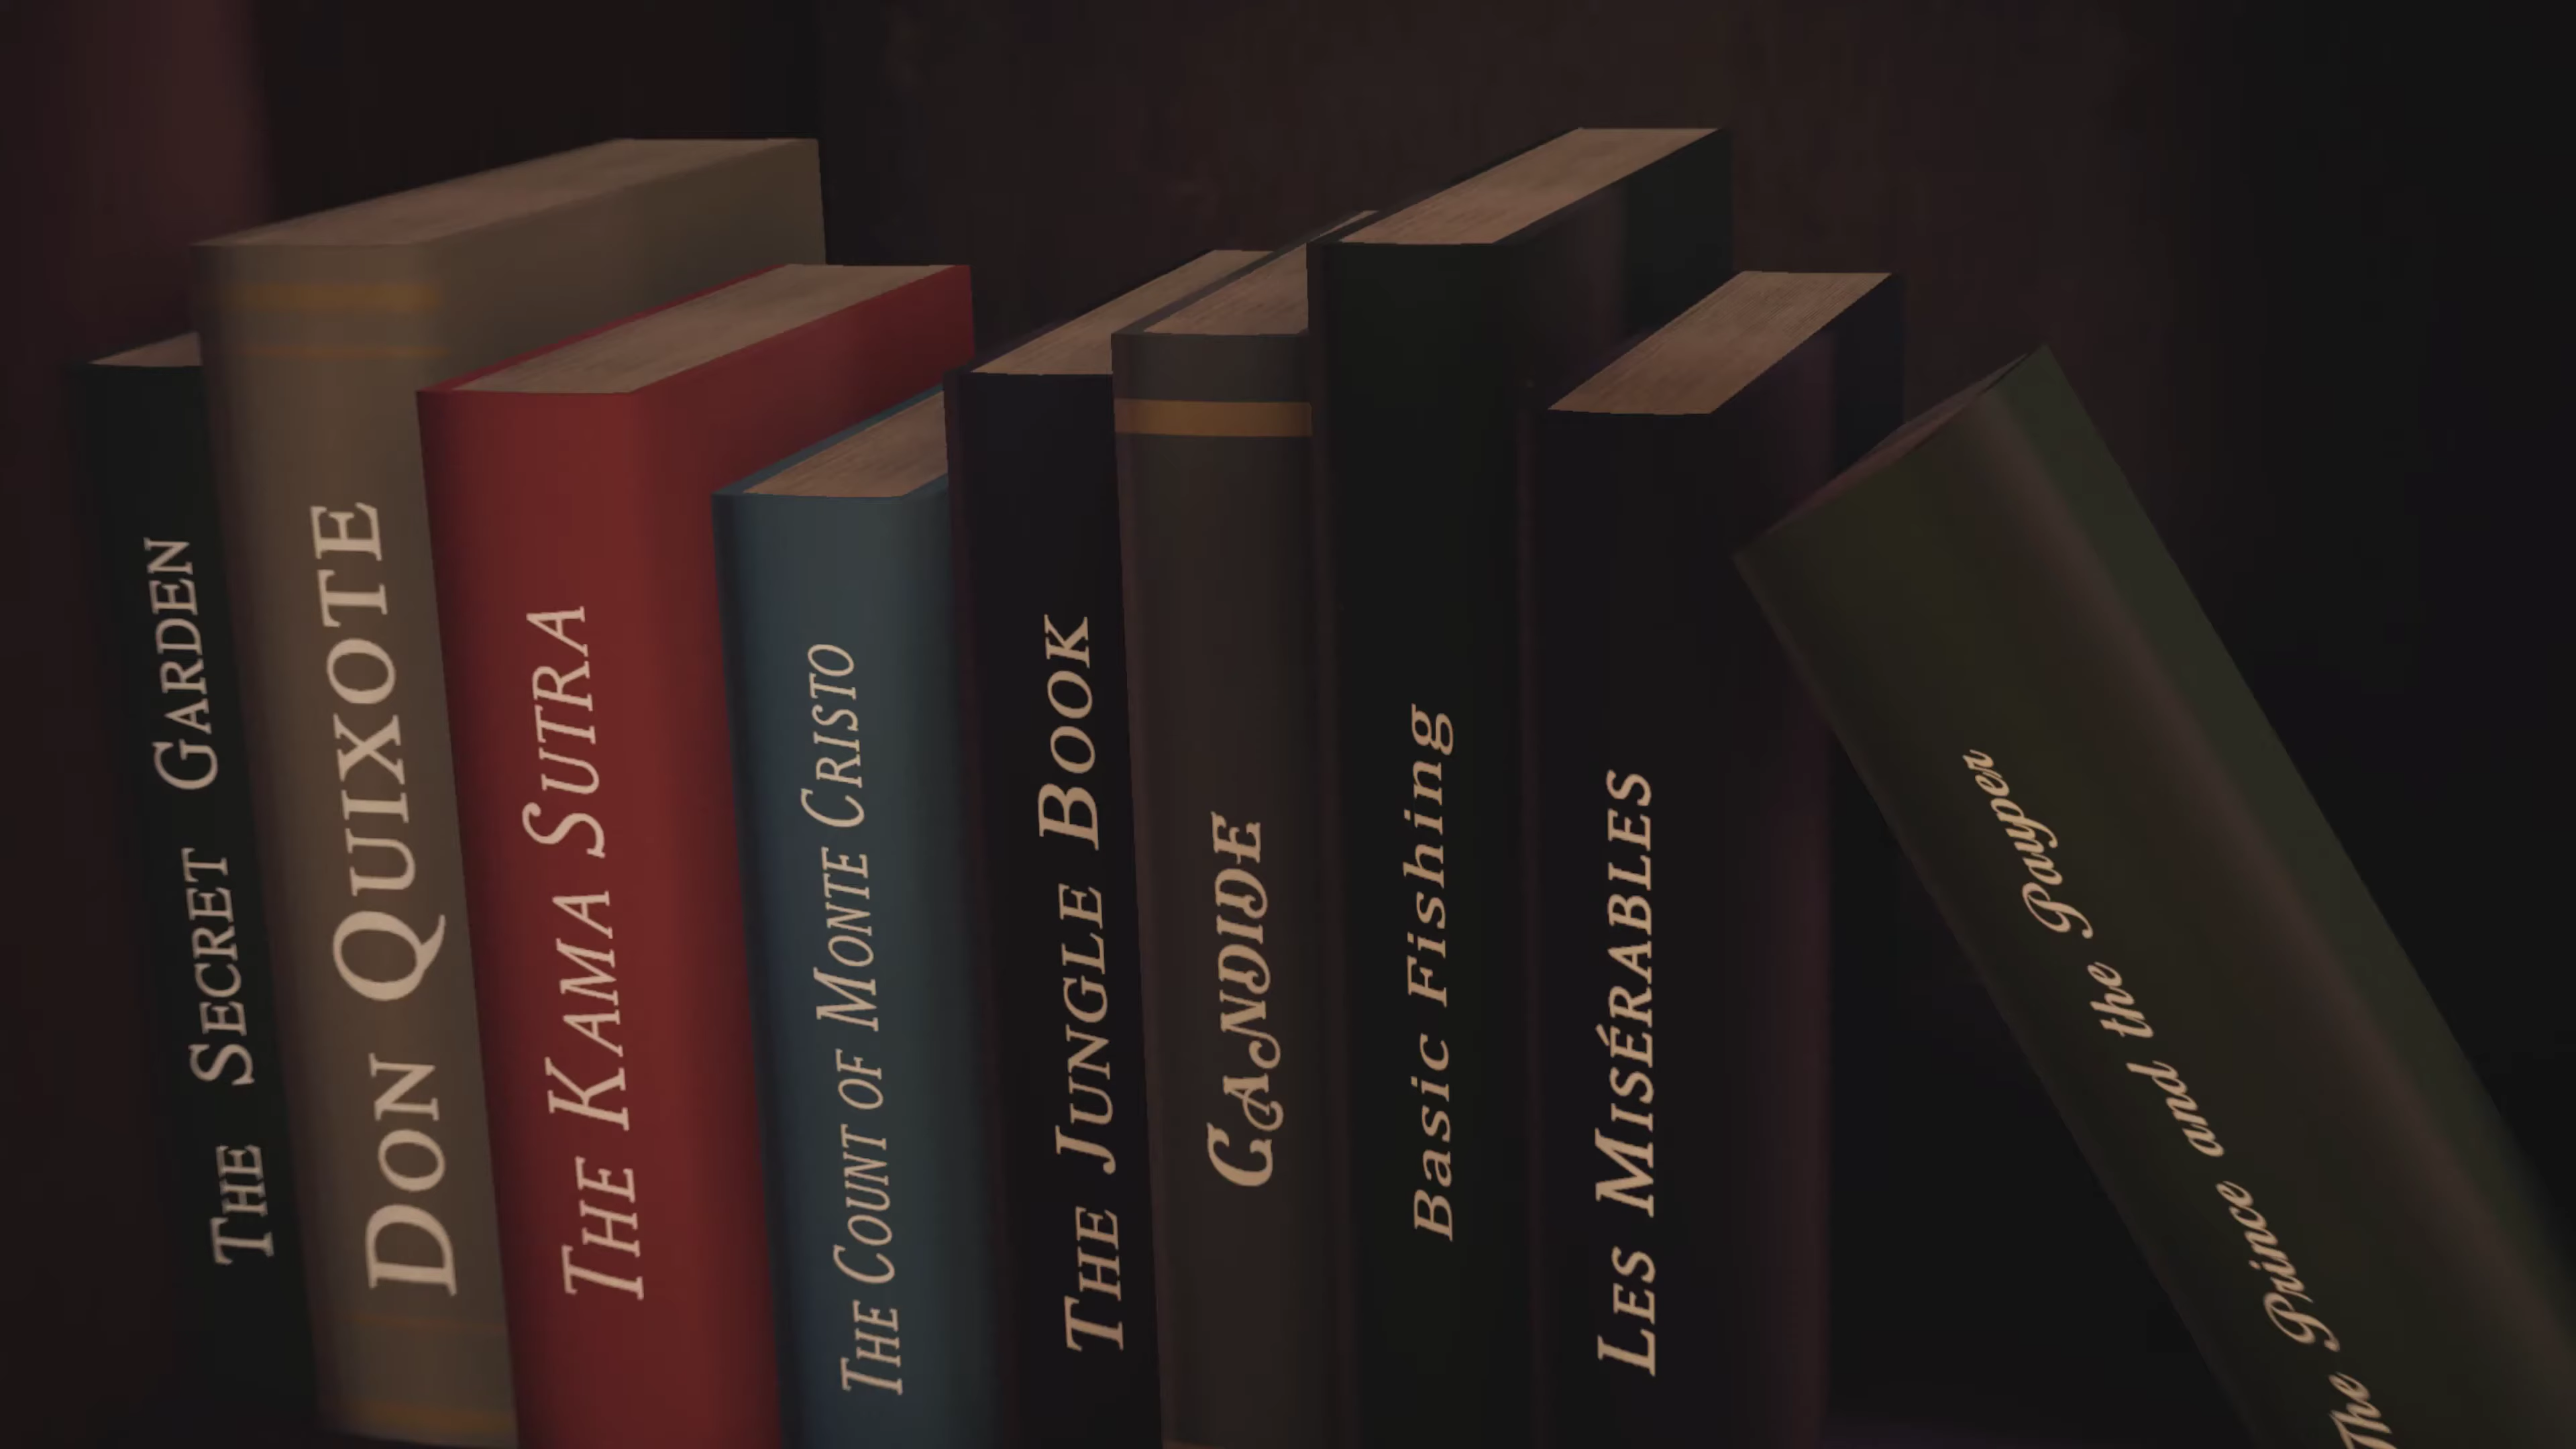 THE SECRET GARDEN
DON QUIXOTE
THE KAMA SUTRA
THE COUNT OF MONTE CRISTO
THE JUNGLE BOOK
CANDIDE
Basic Fishing
LES MISÉRABLES
The Prince and the Pauper